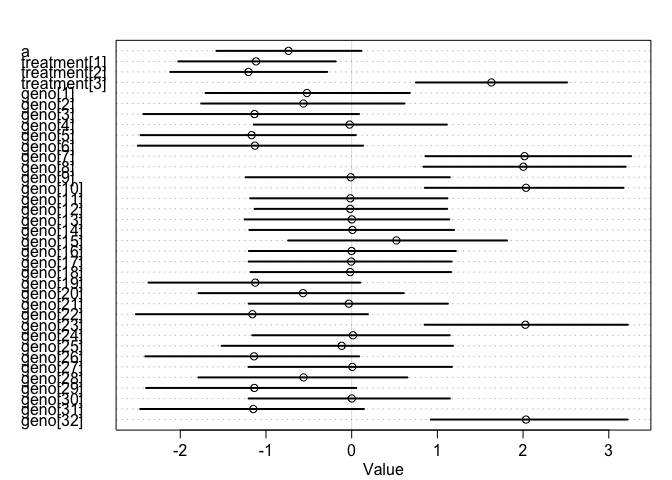 a
treatment[1]
treatment[2]
treatment[3]
geno[1]
geno[2]
geno[3]
geno[4]
geno[5]
geno[6]
geno[7]
geno[8]
geno[9]
geno[10]
geno[11]
geno[12]
geno[13]
geno[14]
geno[15]
geno[16]
geno[17]
geno[18]
geno[19]
geno[20]
geno[21]
geno[22]
geno[23]
geno[24]
geno[25]
geno[26]
geno[27]
geno[28]
geno[29]
geno[30]
geno[31]
geno[32]
-2 -1 0 1 2 3
Value